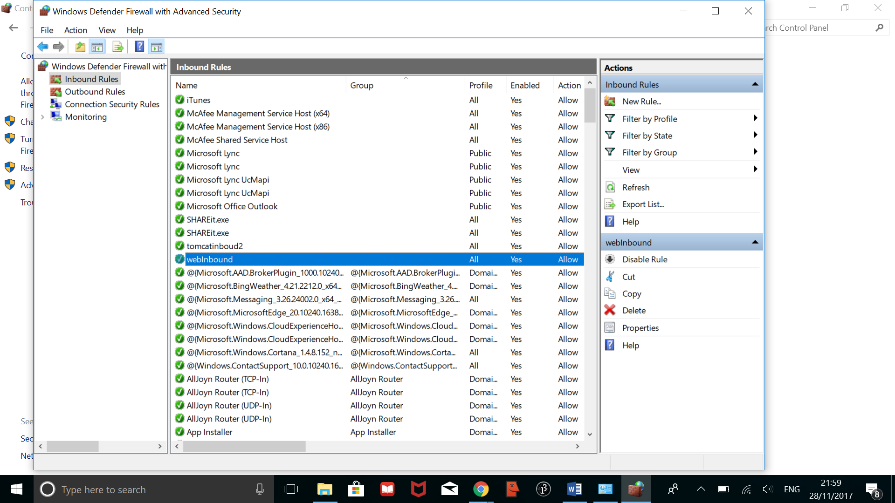 Windows Defender Firewall with Advanced Security
Cont
File Action View Help
rch Control Panel
Windows Defender Firewall with
Inbound Rules
Outbound Rules
Connection Security Rules
Monitoring
Inbound Rules
Name Group Profile Enabled Action
iTunes All Yes Allow
McAfee Management Service Host (x64) All Yes Allow
McAfee Management Service Host (x86) All Yes Allow
McAfee Shared Service Host All Yes Allow
Microsoft Lync Public Yes Allow
Microsoft Lync Public Yes Allow
Microsoft Lync UcMapi Public Yes Allow
Microsoft Lync UcMapi Public Yes Allow
Microsoft Office Outlook Public Yes Allow
SHAREit.exe All Yes Allow
SHAREit.exe All Yes Allow
tomcatinboud2 All Yes Allow
webInbound All Yes Allow
@{Microsoft.AAD.BrokerPlugin_1000.10240... @{Microsoft.AAD.BrokerPlugi... Domai... Yes Allow
@{Microsoft.BingWeather_4.21.2212.0_x64... @{Microsoft.BingWeather_4.... Domai... Yes Allow
@{Microsoft.Messaging_3.26.24002.0_x64_... @{Microsoft.Messaging_3.26... All Yes Allow
@{Microsoft.MicrosoftEdge_20.10240.1638... @{Microsoft.MicrosoftEdge_... Domai... Yes Allow
@{Microsoft.Windows.CloudExperienceHo... @{Microsoft.Windows.Cloud... Domai... Yes Allow
@{Microsoft.Windows.CloudExperienceHo... @{Microsoft.Windows.Cloud... Domai... Yes Allow
@{Microsoft.Windows.Cortana_1.4.8.152_n... @{Microsoft.Windows.Corta... All Yes Allow
@{Windows.ContactSupport_10.0.10240.16... @{Windows.ContactSupport... All Yes Allow
AllJoyn Router (TCP-In) AllJoyn Router Domai... Yes Allow
AllJoyn Router (TCP-In) AllJoyn Router Domai... Yes Allow
AllJoyn Router (UDP-In) AllJoyn Router Domai... Yes Allow
AllJoyn Router (UDP-In) AllJoyn Router Domai... Yes Allow
App Installer App Installer Domai... Yes Allow
Actions
Inbound Rules
New Rule...
Filter by Profile
Filter by State
Filter by Group
View
Refresh
Export List...
Help
webInbound
Disable Rule
Cut
Copy
Delete
Properties
Help
Co
Allo
thro
Fire
Cha
Tur
Fire
Res
Adv
Tro
See
Sec
Net
Type here to search
ENG
21:59
28/11/2017
8